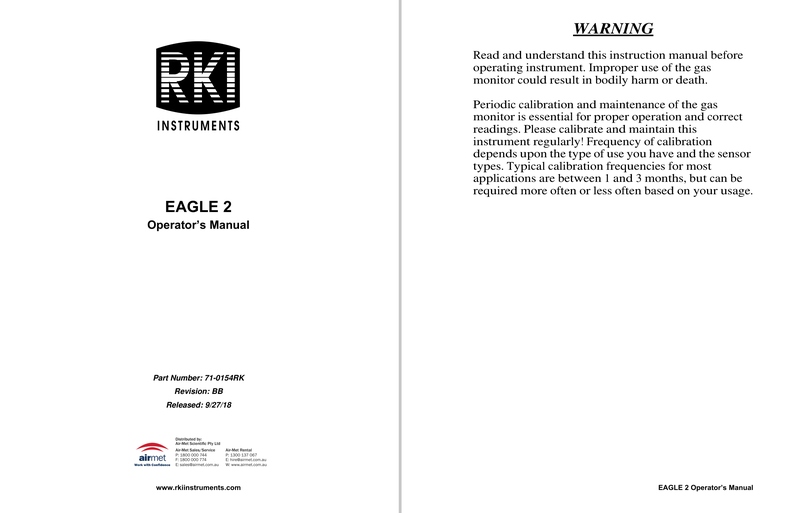 RKI
INSTRUMENTS
EAGLE 2
Operator's Manual
Part Number: 71-0154RK
Revision: BB
Released: 9/27/18
airmet
Work with Confidence
Distributed by:
Air-Met Scientific Pty Ltd
Air-Met Sales/Service
P: 1800 000 744
F: 1800 000 774
E: sales@airmet.com.au
Air-Met Rental
P: 1300 137 067
E: hire@airmet.com.au
W: www.airmet.com.au
www.rkiinstruments.com
WARNING
Read and understand this instruction manual before
operating instrument. Improper use of the gas
monitor could result in bodily harm or death.
Periodic calibration and maintenance of the gas
monitor is essential for proper operation and correct
readings. Please calibrate and maintain this
instrument regularly! Frequency of calibration
depends upon the type of use you have and the sensor
types. Typical calibration frequencies for most
applications are between 1 and 3 months, but can be
required more often or less often based on your usage.
EAGLE 2 Operator's Manual